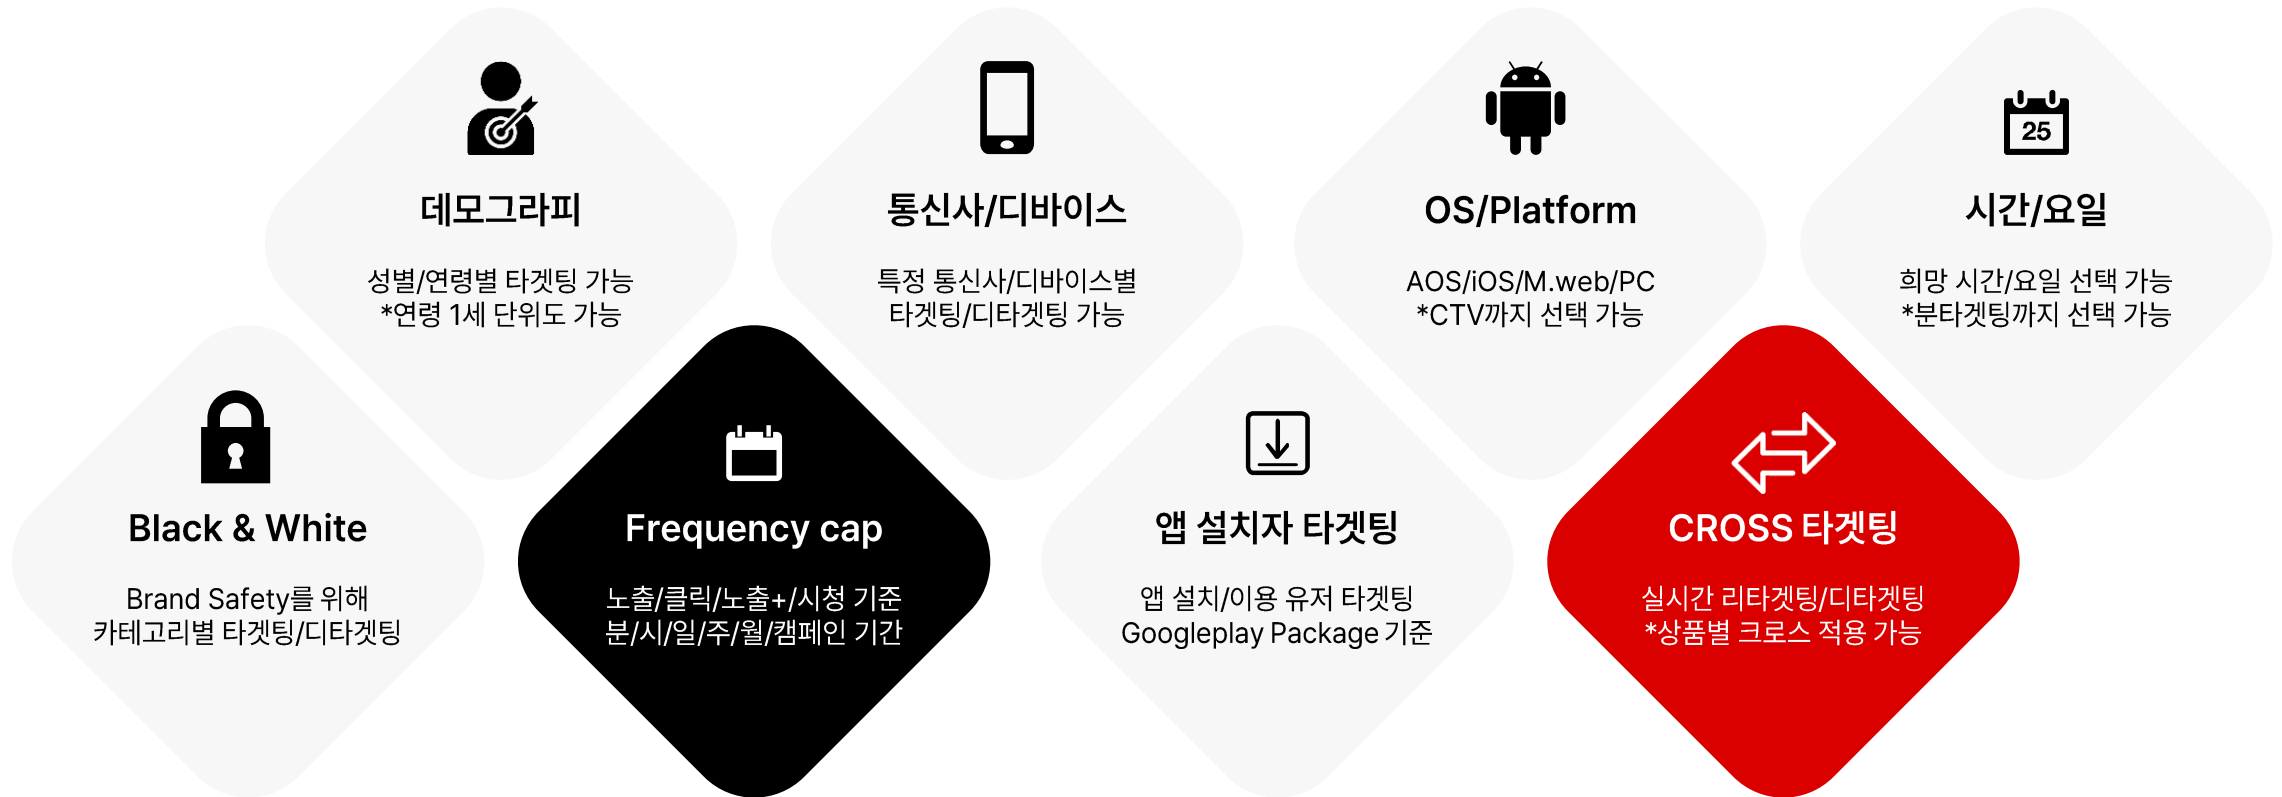 25
데모그라피
성별/연령별 타겟팅 가능
*연령 1세 단위도 가능
통신사/디바이스
특정 통신사/디바이스별
타겟팅/디타겟팅 가능
OS/Platform
AOS/iOS/M.web/PC
*CTV까지 선택 가능
시간/요일
희망 시간/요일 선택 가능
*분타겟팅까지 선택 가능
Black & White
Brand Safety를 위해
카테고리별 타겟팅/디타겟팅
Frequency cap
노출/클릭/노출+/시청 기준
분/시/일/주/월/캠페인 기간
앱 설치자 타겟팅
앱 설치/이용 유저 타겟팅
Googleplay Package 기준
CROSS 타겟팅
실시간 리타겟팅/디타겟팅
*상품별 크로스 적용 가능